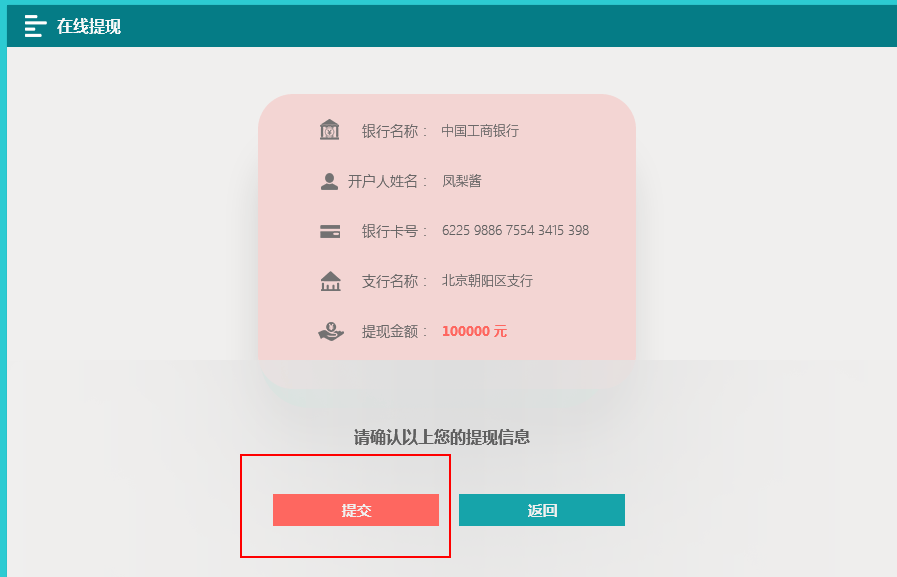 在线提现
银行名称： 中国工商银行
开户人姓名： 凤梨酱
银行卡号： 6225 9886 7554 3415 398
支行名称： 北京朝阳区支行
提现金额： 100000 元
请确认以上您的提现信息
提交 返回